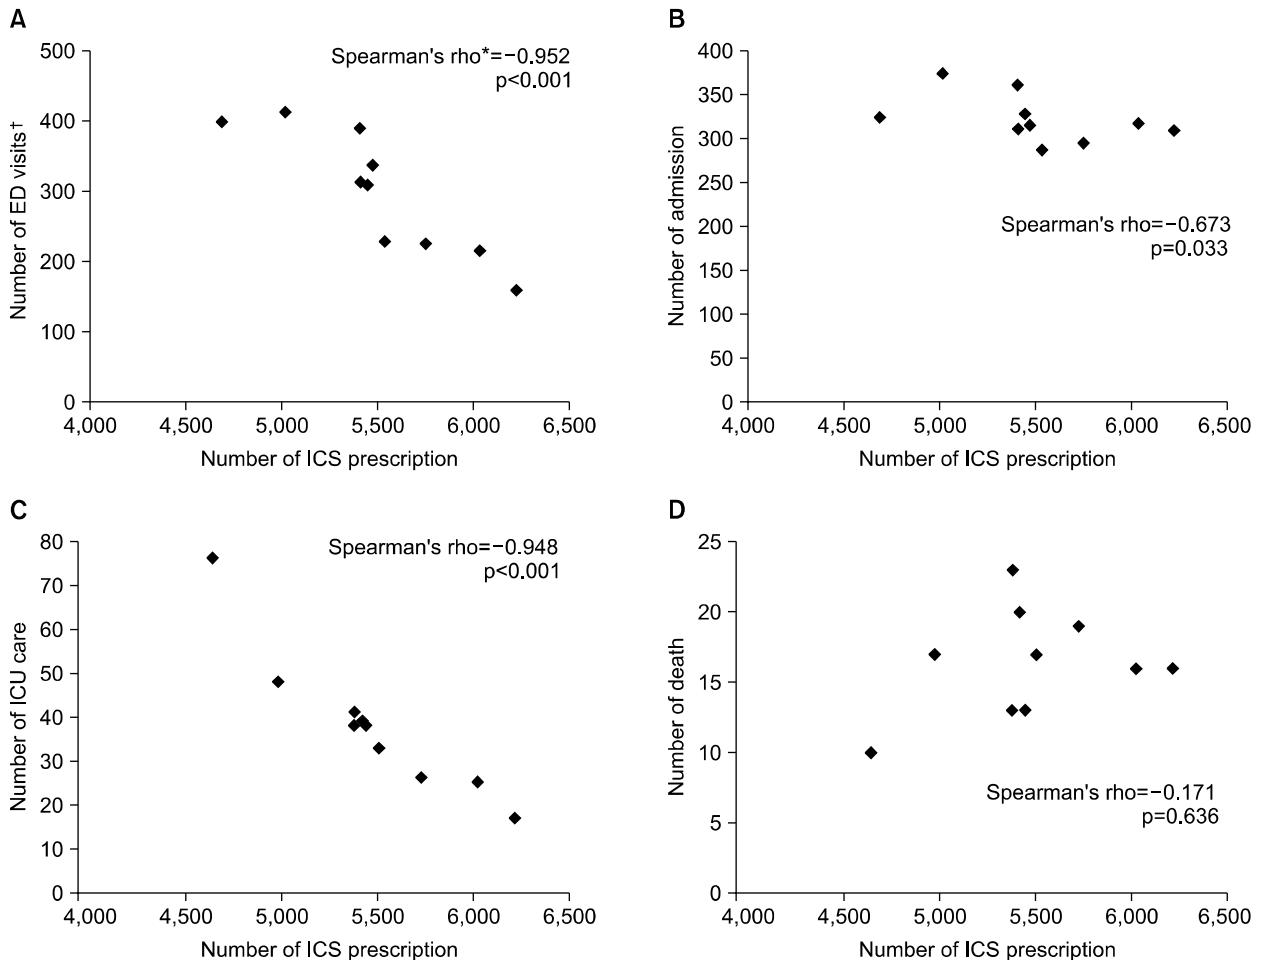 A
Spearman's rho*=−0.952
p<0.001
Number of ED visits†
500
400
300
200
100
0
4,000 4,500 5,000 5,500 6,000 6,500
Number of ICS prescription
B
Number of admission
400
350
300
250
200
150
100
50
0
Spearman's rho=−0.673
p=0.033
4,000 4,500 5,000 5,500 6,000 6,500
Number of ICS prescription
C
Spearman's rho=−0.948
p<0.001
Number of ICU care
80
70
60
50
40
30
20
10
0
4,000 4,500 5,000 5,500 6,000 6,500
Number of ICS prescription
D
Number of death
25
20
15
10
5
0
Spearman's rho=−0.171
p=0.636
4,000 4,500 5,000 5,500 6,000 6,500
Number of ICS prescription